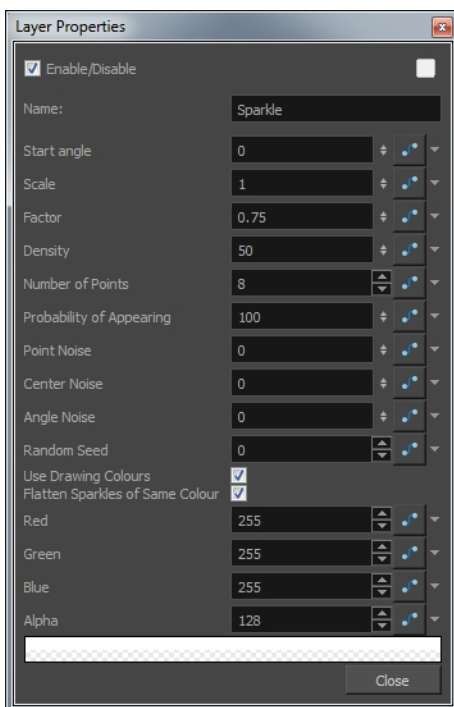 Layer Properties
Enable/Disable
Name: Sparkle
Start angle 0
Scale 1
Factor 0.75
Density 50
Number of Points 8
Probability of Appearing 100
Point Noise 0
Center Noise 0
Angle Noise 0
Random Seed 0
Use Drawing Colours
Flatten Sparkles of Same Colour
Red 255
Green 255
Blue 255
Alpha 128
Close